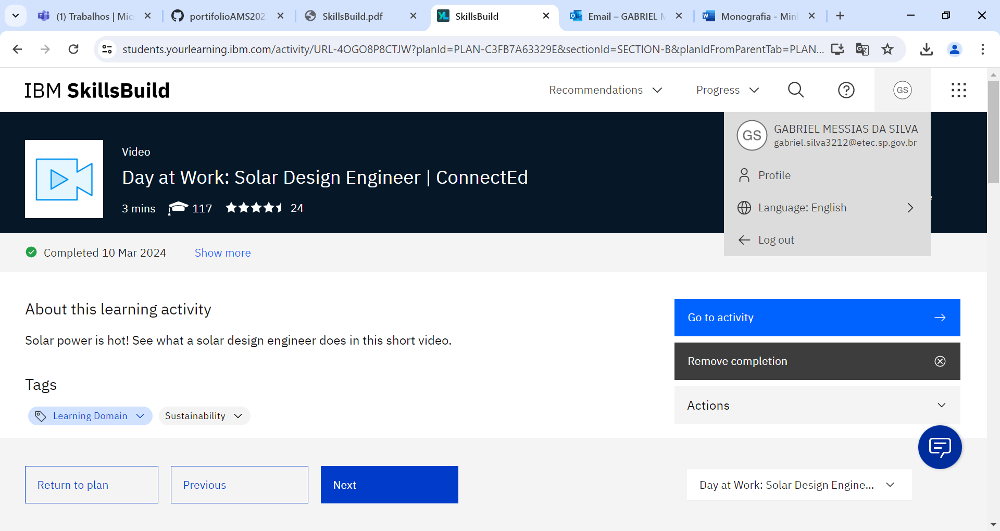 (1) Trabalhos | Mic
portifolioAMS202
SkillsBuild.pdf
SkillsBuild
Email – GABRIEL M
Monografia - Min
students.yourlearning.ibm.com/activity/URL-4OGO8P8CTJW?planId=PLAN-C3FB7A63329E&sectionId=SECTION-B&planIdFromParentTab=PLAN...
IBM SkillsBuild
Recommendations
Progress
GS
GS
GABRIEL MESSIAS DA SILVA
gabriel.silva3212@etec.sp.gov.br
Profile
Language: English
Log out
Video
Day at Work: Solar Design Engineer | ConnectEd
3 mins 117 24
Completed 10 Mar 2024 Show more
About this learning activity
Solar power is hot! See what a solar design engineer does in this short video.
Tags
Learning Domain Sustainability
Go to activity
Remove completion
Actions
Return to plan Previous Next
Day at Work: Solar Design Engine...